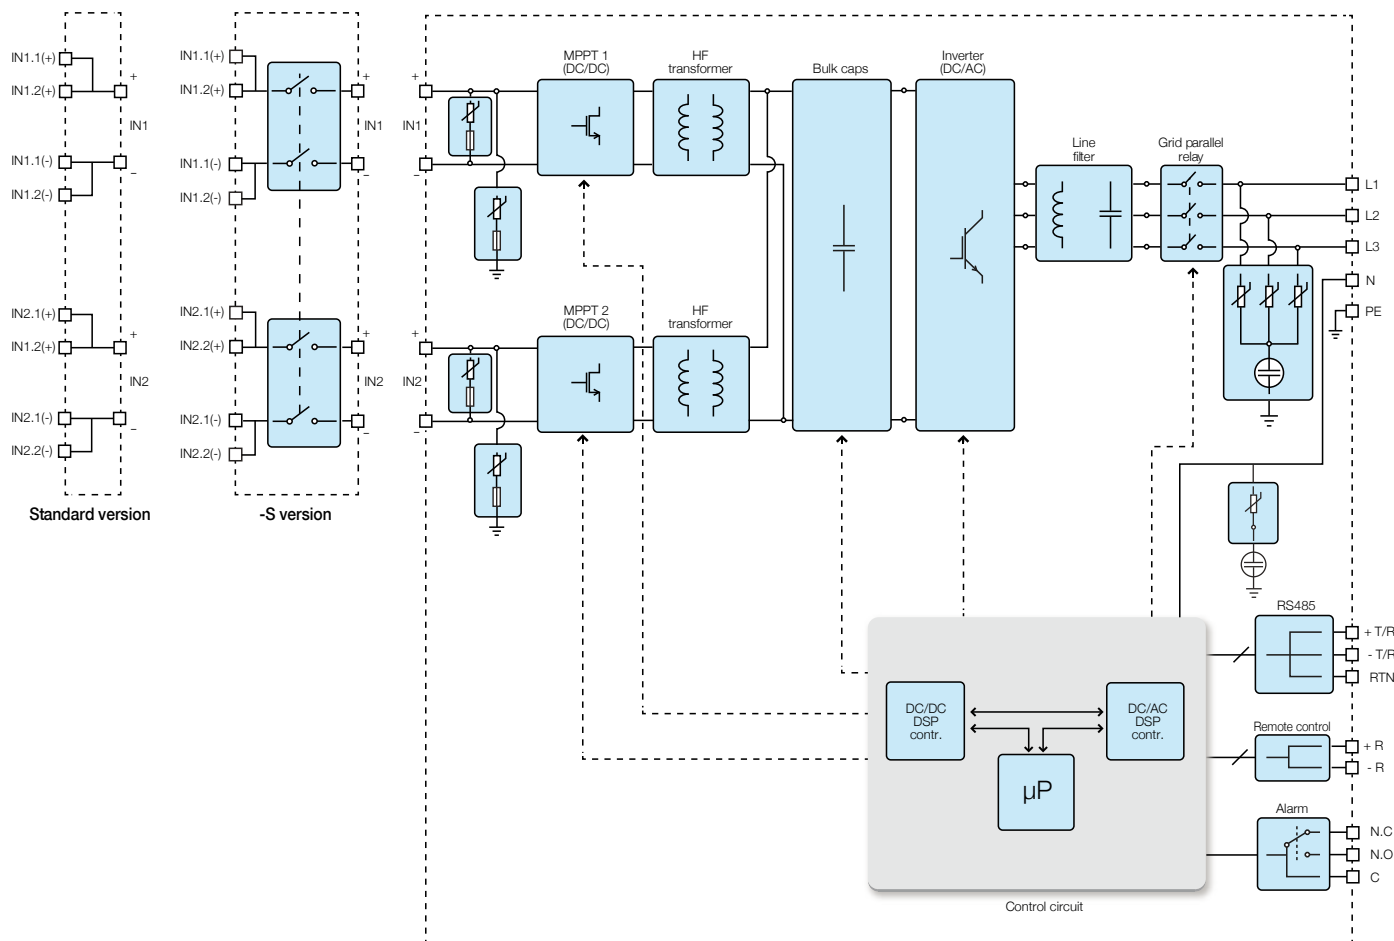 IN1.1(+)
IN1.2(+)
+
IN1
IN1.1(-)
–
IN1.2(-)
IN2.1(+)
+
IN1.2(+)
IN2
IN2.1(-)
–
IN2.2(-)
Standard version
IN1.1(+)
+
IN1.2(+)
IN1
IN1.1(-)
–
IN1.2(-)
IN2.1(+)
+
IN2.2(+)
IN2
IN2.1(-)
–
IN2.2(-)
-S version
+
IN1
–
+
IN2
–
MPPT 1
(DC/DC)
HF
transformer
Bulk caps
Inverter
(DC/AC)
Line
filter
Grid parallel
relay
L1
L2
L3
N
PE
MPPT 2
(DC/DC)
HF
transformer
RS485
+ T/R
- T/R
RTN
Remote control
+ R
- R
Alarm
N.C
N.O
C
DC/DC
DSP
contr.
DC/AC
DSP
contr.
µP
Control circuit